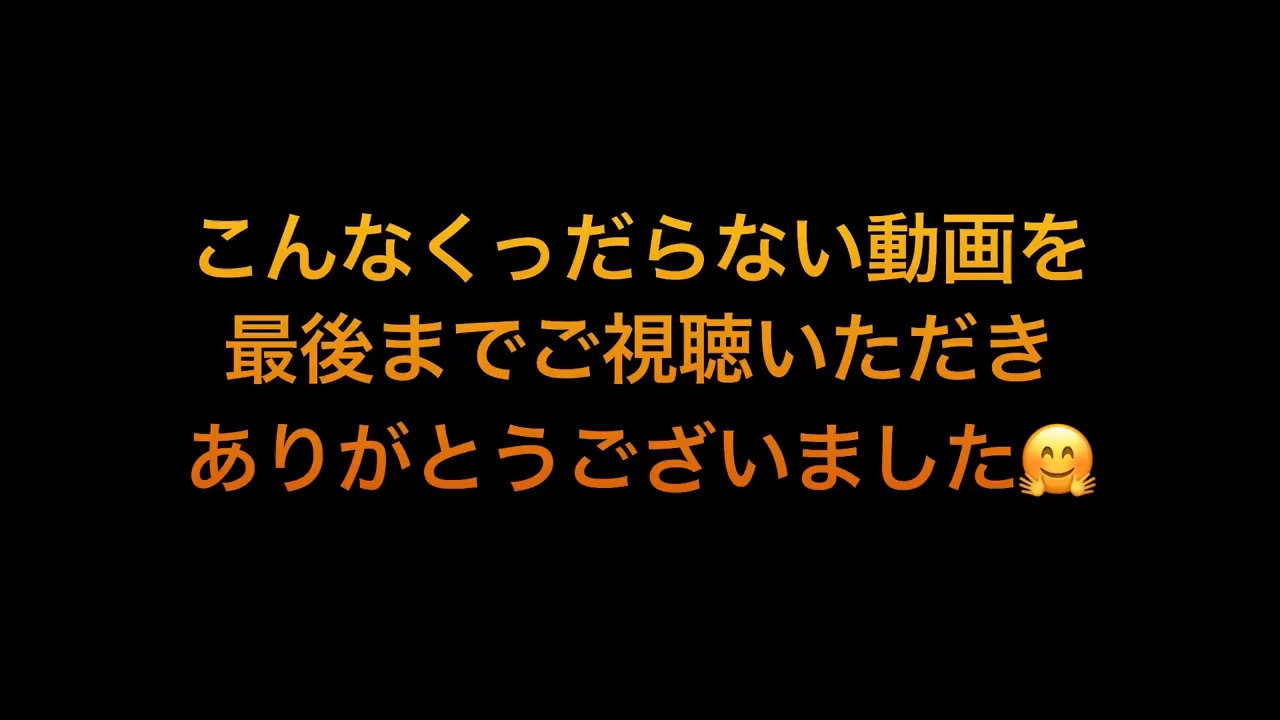 こんなくっだらない動画を
最後までご視聴いただき
ありがとうございました🤗